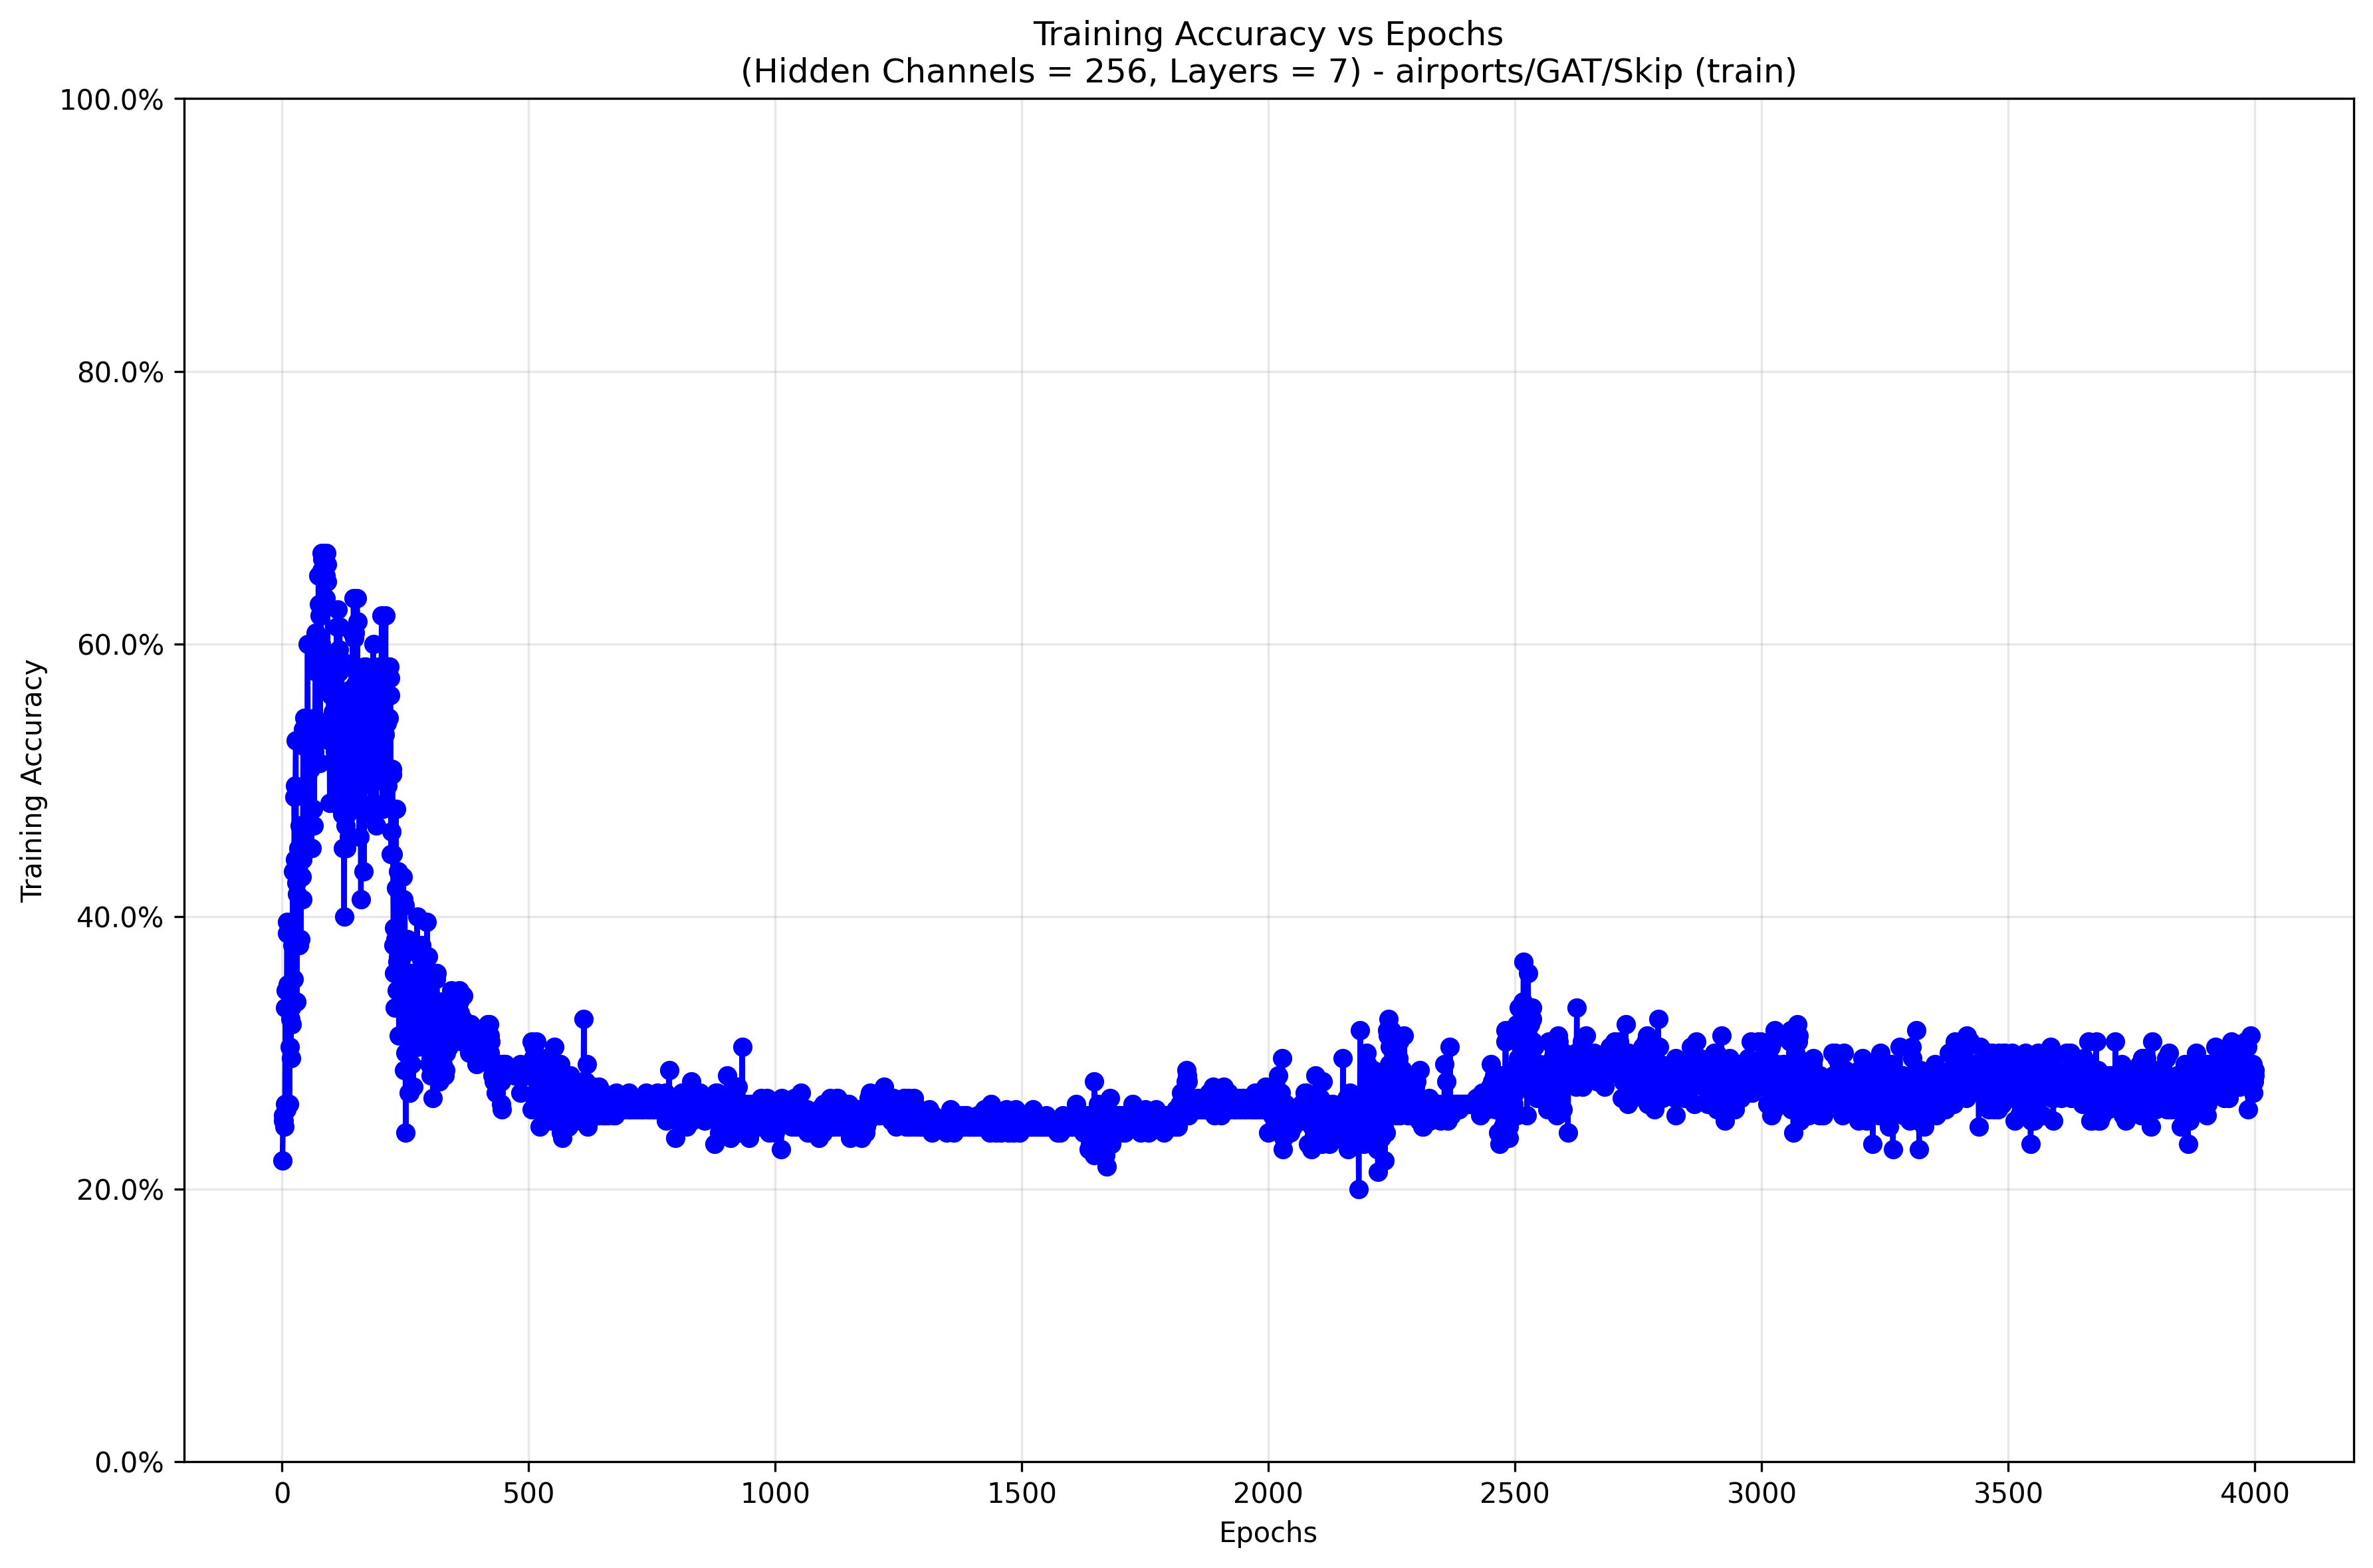 Training Accuracy vs Epochs
(Hidden Channels = 256, Layers = 7) - airports/GAT/Skip (train)
100.0%
80.0%
60.0%
40.0%
20.0%
0.0%
Training Accuracy
0 500 1000 1500 2000 2500 3000 3500 4000
Epochs